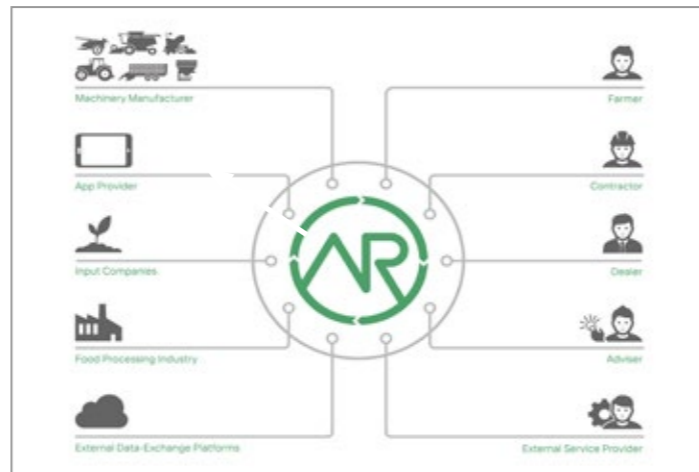 Machinery Manufacturer
Farmer
App Provider
Contractor
Input Companies
Dealer
Food Processing Industry
Adviser
External Data-Exchange Platforms
External Service Provider
AR